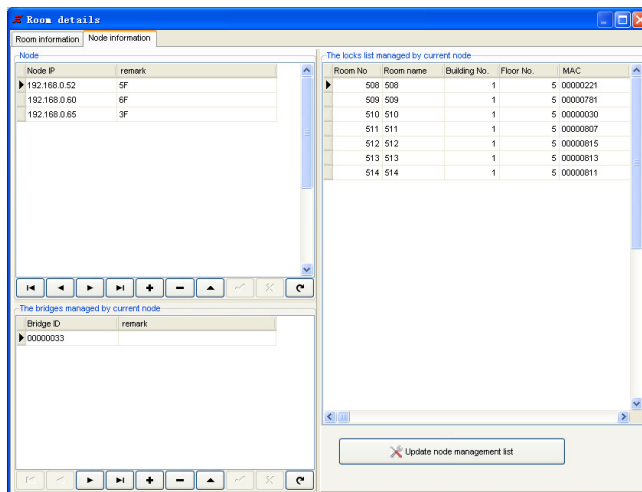 Room details
Room information Node information
Node
Node IP remark
192.168.0.52 5F
192.168.0.60 6F
192.168.0.65 3F
The bridges managed by current node
Bridge ID remark
00000033
The locks list managed by current node
Room No Room name Building No. Floor No. MAC
508 508 1 5 00000221
509 509 1 5 00000781
510 510 1 5 00000030
511 511 1 5 00000807
512 512 1 5 00000815
513 513 1 5 00000813
514 514 1 5 00000811
Update node management list